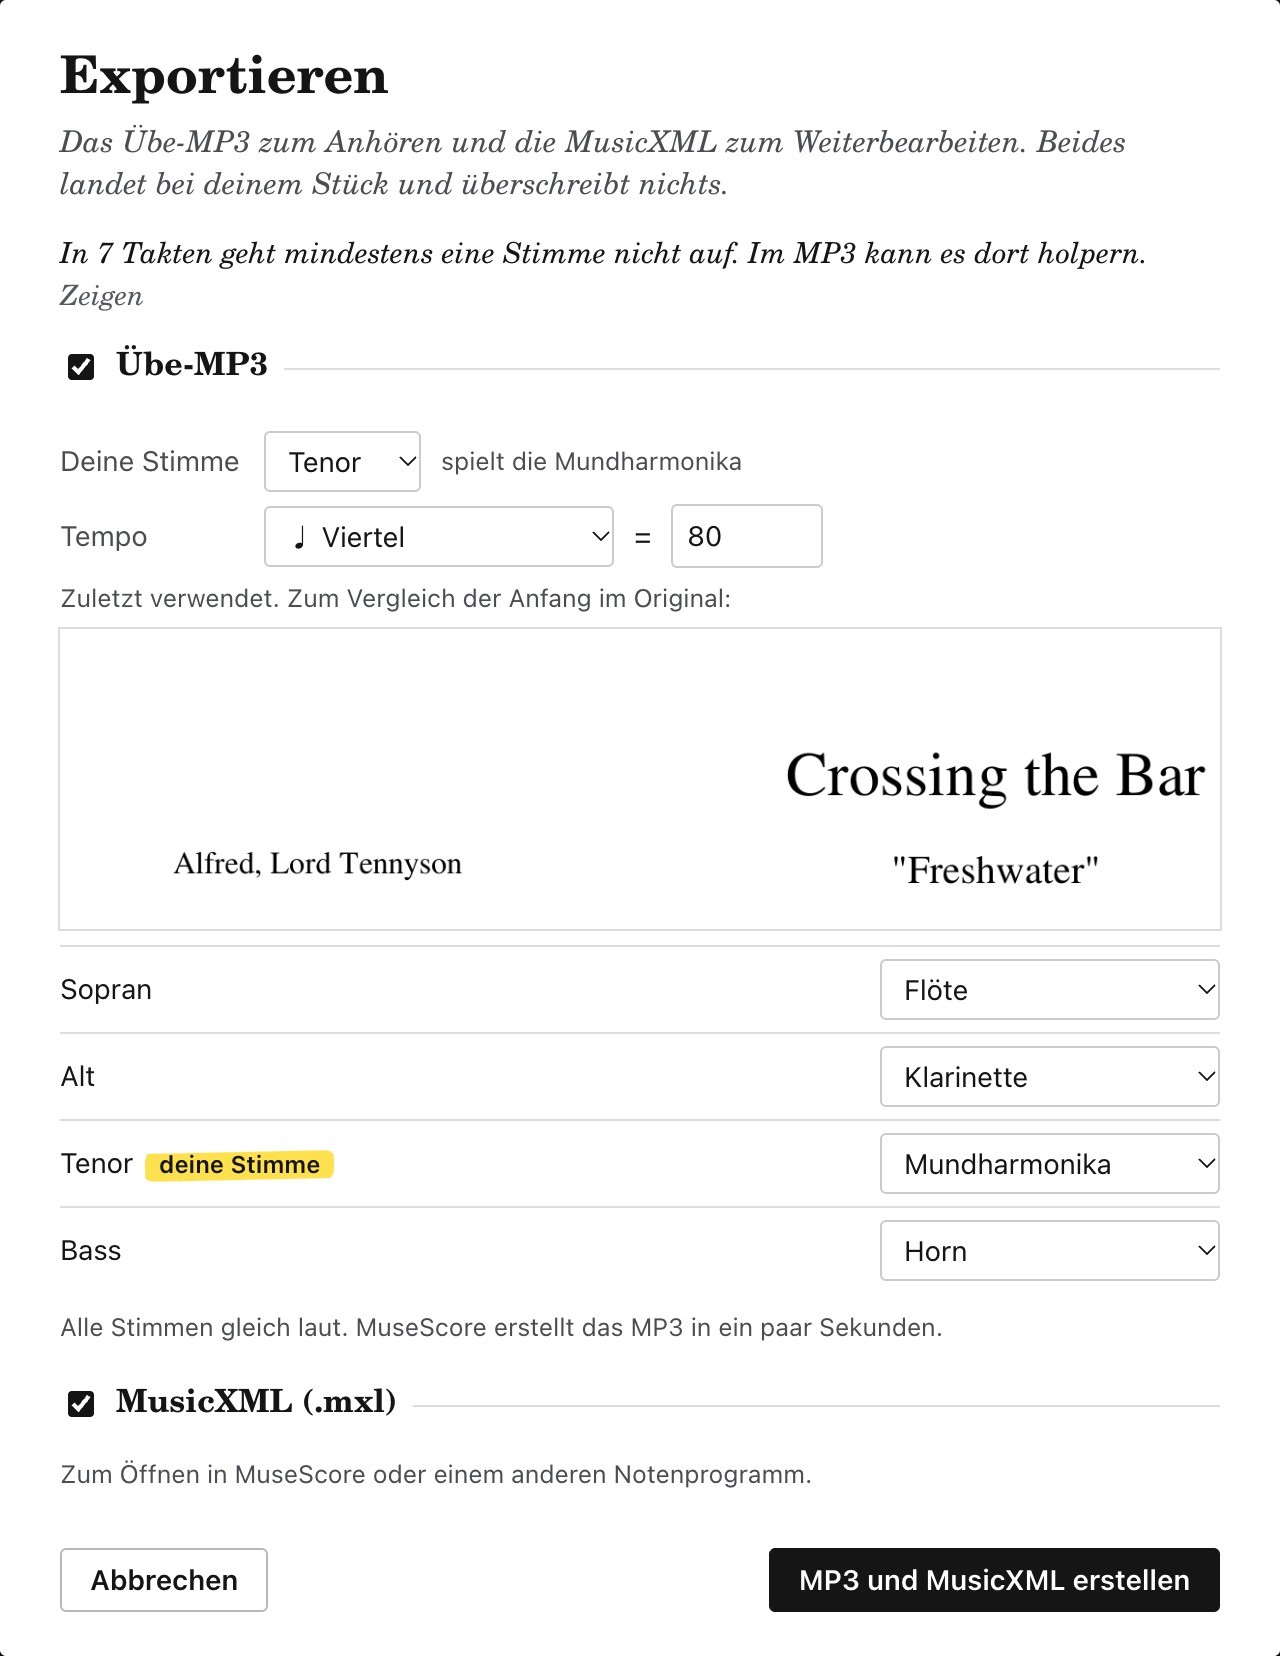 Exportieren
Das Übe-MP3 zum Anhören und die MusicXML zum Weiterbearbeiten. Beides
landet bei deinem Stück und überschreibt nichts.
In 7 Takten geht mindestens eine Stimme nicht auf. Im MP3 kann es dort holpern.
Zeigen
Übe-MP3
Deine Stimme Tenor spielt die Mundharmonika
Tempo ♩ Viertel = 80
Zuletzt verwendet. Zum Vergleich der Anfang im Original:
Crossing the Bar
Alfred, Lord Tennyson "Freshwater"
Sopran Flöte
Alt Klarinette
Tenor deine Stimme Mundharmonika
Bass Horn
Alle Stimmen gleich laut. MuseScore erstellt das MP3 in ein paar Sekunden.
MusicXML (.mxl)
Zum Öffnen in MuseScore oder einem anderen Notenprogramm.
Abbrechen MP3 und MusicXML erstellen